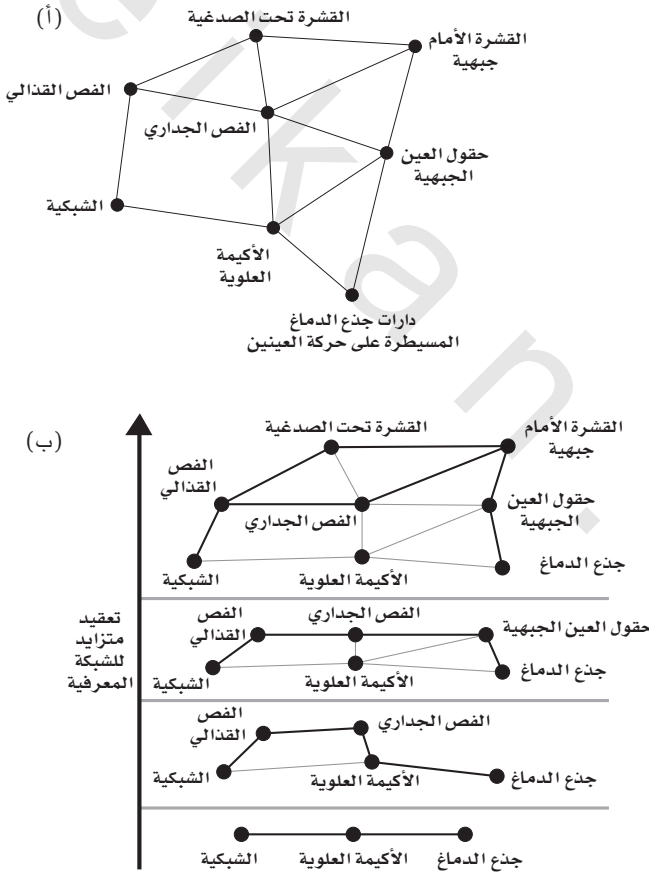 (أ)
القشرة تحت الصدغية
القشرة الأمام
جبهية
الفص القذالي
الفص الجداري
حقول العين
الجبهية
الشبكية
الأكيمة
العلوية
دارات جذع الدماغ
المسيطرة على حركة العينين
(ب)
القشرة تحت الصدغية
القشرة الأمام
جبهية
الفص
القذالي
الفص الجداري
حقول العين
الجبهية
الشبكية
الأكيمة العلوية
جذع الدماغ
تعقيد
متزايد
للشبكة
المعرفية
الفص
القذالي
الفص الجداري
حقول العين الجبهية
الشبكية
الأكيمة العلوية
جذع الدماغ
الفص
القذالي
الفص الجداري
الشبكية
الأكيمة العلوية
جذع الدماغ
الشبكية
الأكيمة العلوية
جذع الدماغ